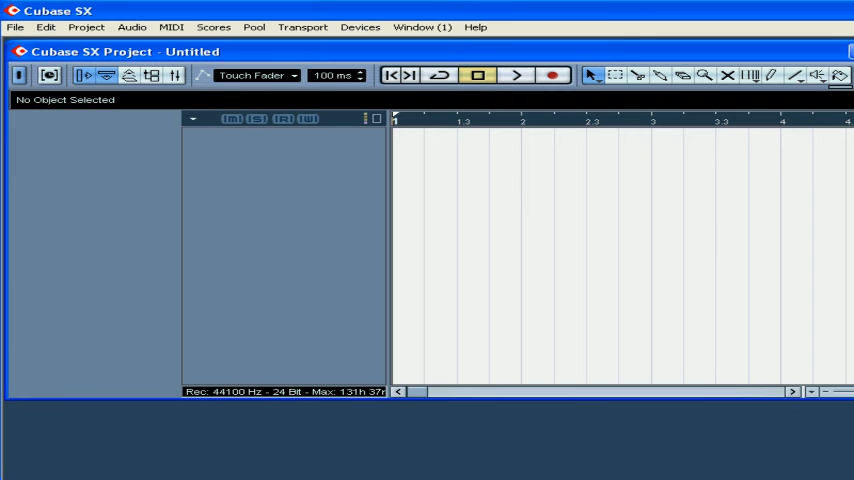 Cubase SX
File Edit Project Audio MIDI Scores Pool Transport Devices Window (1) Help
Cubase SX Project - Untitled
Touch Fader 100 ms
No Object Selected
(M) (S) (R) (W)
1 1.3 2 2.3 3 3.3 4 4.
Rec: 44100 Hz - 24 Bit - Max: 131h 37